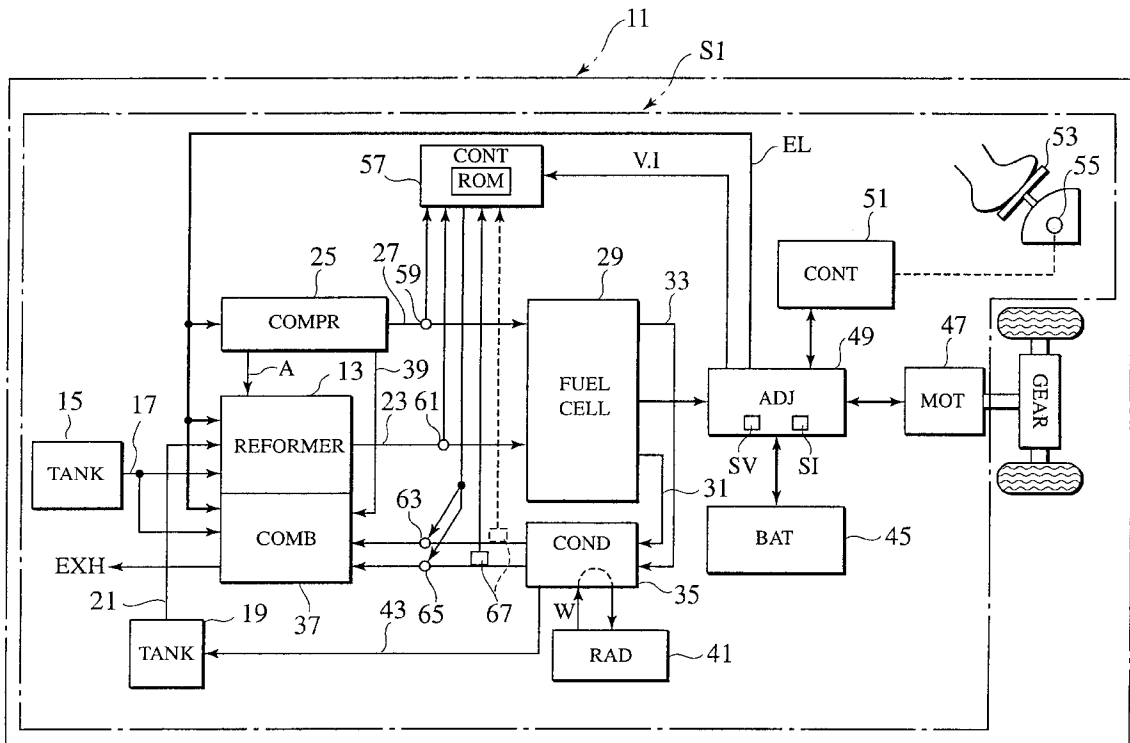 11
S1
53
55
EL
57
CONT
ROM
V.I
51
CONT
25
27
59
29
33
COMPR
47
49
A
13
39
FUEL
CELL
ADJ
MOT
GEAR
15
17
23
61
REFORMER
TANK
SV
SI
31
63
COMB
COND
BAT
45
EXH
21
19
37
43
65
67
W
35
TANK
RAD
41